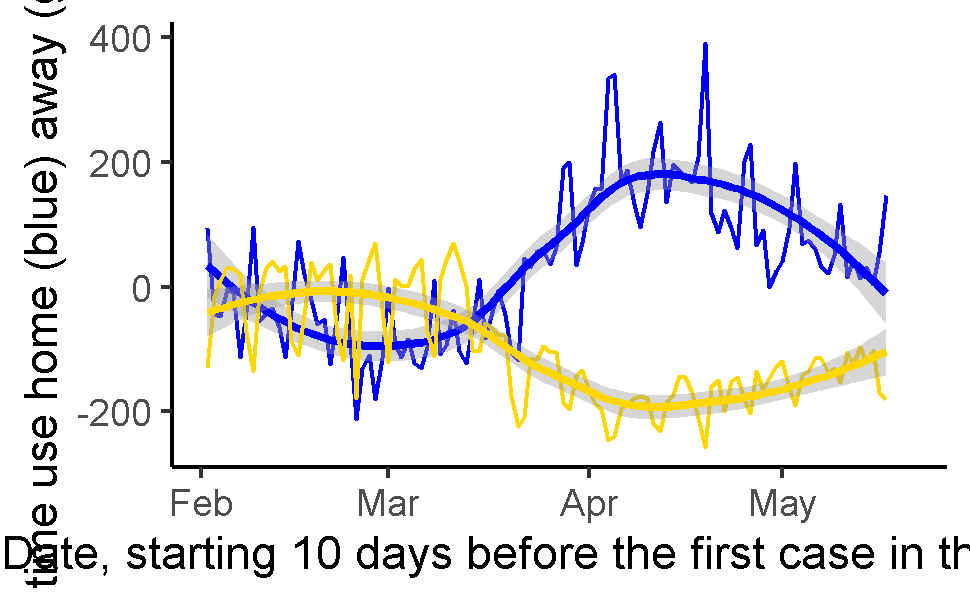 time use home (blue) away (
400
200
0
-200
Feb Mar Apr May
Date, starting 10 days before the first case in th